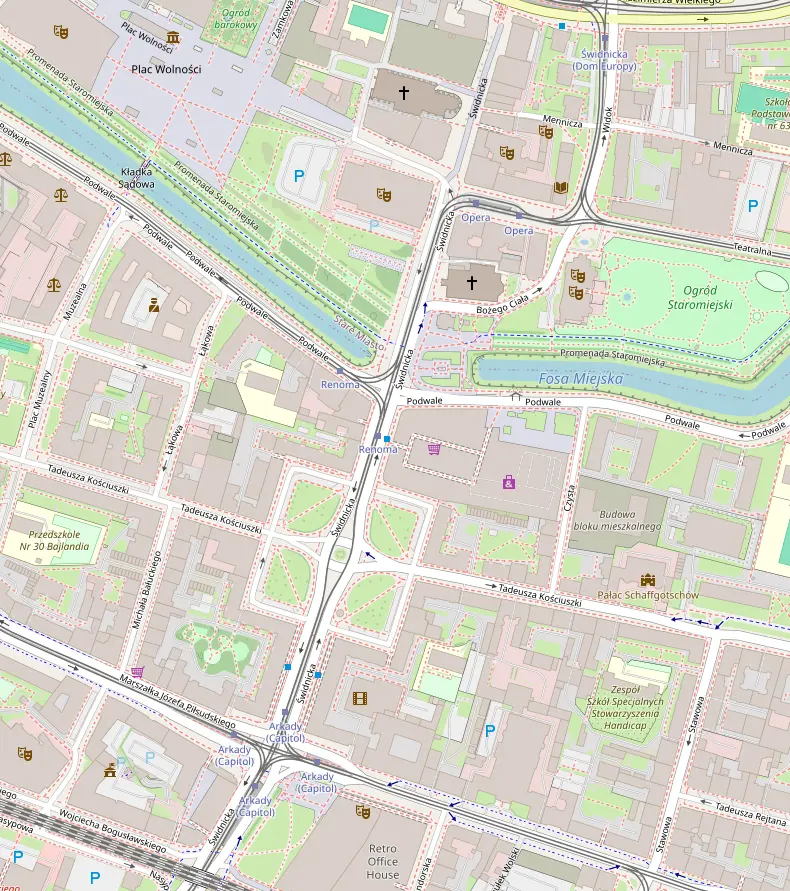 Kazimierza Wielkiego
Ogród
barokowy
Zamkowa
Plac Wolności
Plac Wolności
Świdnicka
(Dom Europy)
Promenada Staromiejska
Świdnicka
Widok
Szkoła
Podstawowa
nr 63
Mennicza
Mennicza
Podwale
Kładka
Sądowa
Promenada Staromiejska
P
P
P
Podwale
Opera
Opera
Świdnicka
Teatralna
Podwale
Podwale
Muzealna
Podwale
Bożego Ciała
Ogród
Staromiejski
Łąkowa
Podwale
Stare Miasto
Świdnicka
Promenada Staromiejska
Fosa Miejska
Renoma
Podwale
Podwale
Podwale
Podwale
Plac Muzealny
Łąkowa
Renoma
Tadeusza Kościuszki
Tadeusza Kościuszki
Świdnicka
Czysta
Budowa
bloku mieszkalnego
Przedszkole
Nr 30 Bajlandia
Michała Bałuckiego
Tadeusza Kościuszki
Pałac Schaffgotschów
Świdnicka
Marszałka Józefa Piłsudskiego
Zespół
Szkół Specjalnych
Stowarzyszenia
Handicap
Stawowa
P
P
P
Arkady
(Capitol)
Arkady
(Capitol)
Arkady
(Capitol)
Arkady
(Capitol)
Wojciecha Bogusławskiego
Świdnicka
Tadeusza Rejtana
Stawowa
Retro
Office
House
P
P